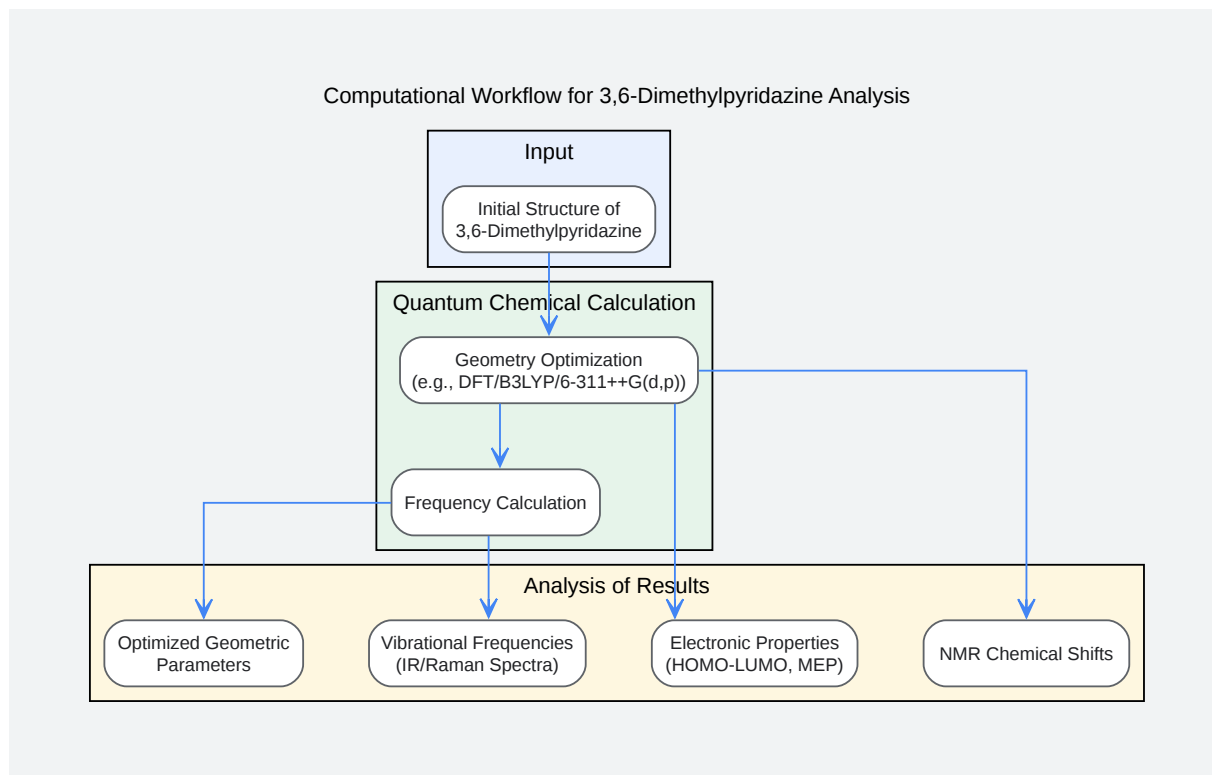 Computational Workflow for 3,6-Dimethylpyridazine Analysis
Input
Initial Structure of
3,6-Dimethylpyridazine
Quantum Chemical Calculation
Geometry Optimization
(e.g., DFT/B3LYP/6-311++G(d,p))
Frequency Calculation
Analysis of Results
Optimized Geometric
Parameters
Vibrational Frequencies
(IR/Raman Spectra)
Electronic Properties
(HOMO-LUMO, MEP)
NMR Chemical Shifts